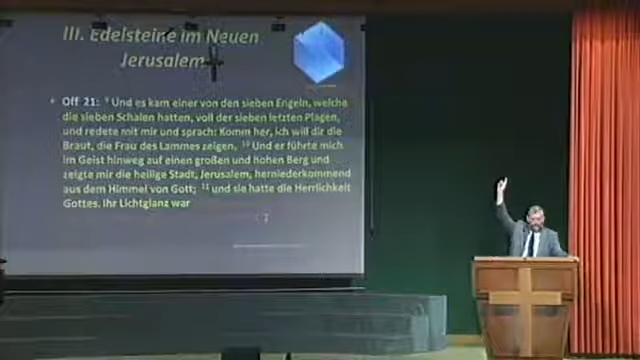 III. Edelsteine im Neuen
Jerusalem
• Off 21: 9 Und es kam einer von den sieben Engeln, welche
die sieben Schalen hatten, voll der sieben letzten Plagen,
und redete mit mir und sprach: Komm her, ich will dir die
Braut, die Frau des Lammes zeigen. 10 Und er führte mich
im Geist hinweg auf einen großen und hohen Berg und
zeigte mir die heilige Stadt, Jerusalem, herniederkommend
aus dem Himmel von Gott; 11 und sie hatte die Herrlichkeit
Gottes. Ihr Lichtglanz war